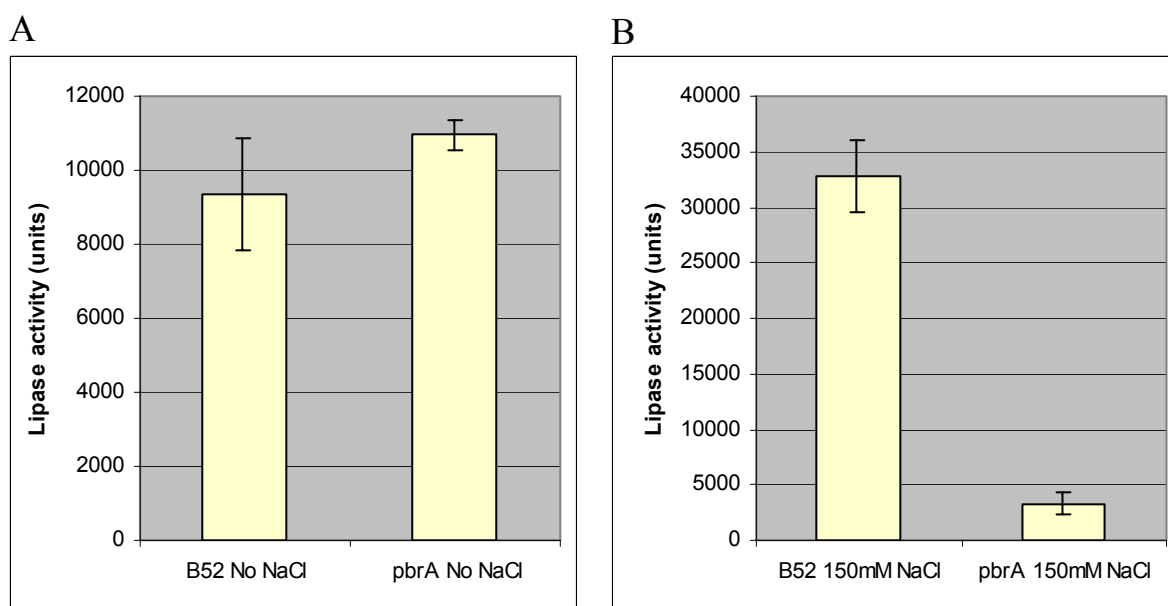 A
Lipase activity (units)
12000
10000
8000
6000
4000
2000
0
B52 No NaCl
pbrA No NaCl
B
Lipase activity (units)
40000
35000
30000
25000
20000
15000
10000
5000
0
B52 150mM NaCl
pbrA 150mM NaCl